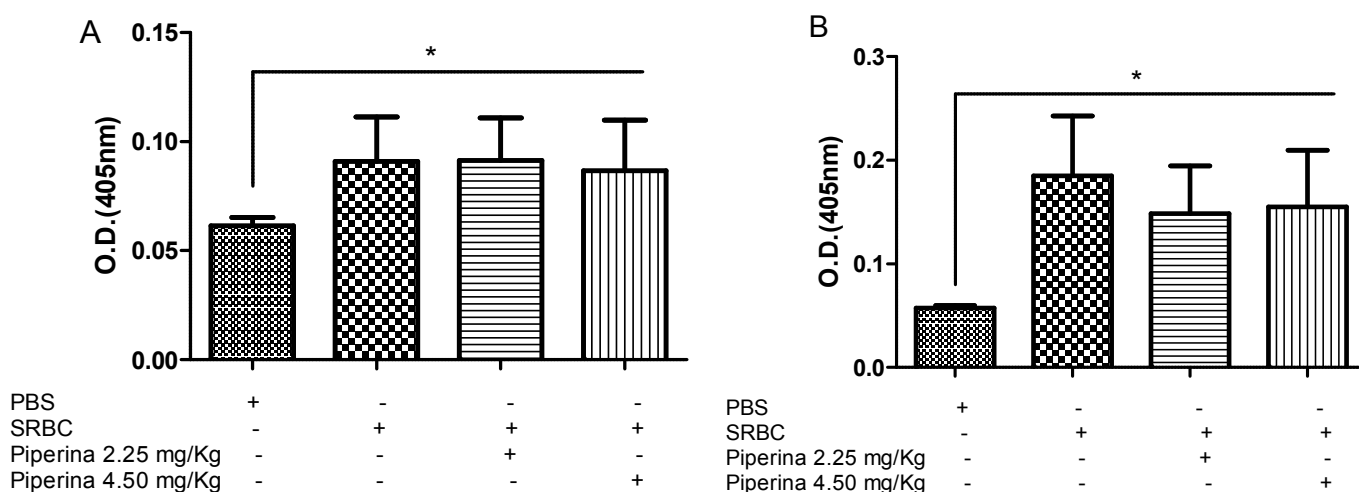 A
O.D.(405nm)
0.15
0.10
0.05
0.00
*
PBS + - - -
SRBC - + + +
Piperina 2.25 mg/Kg - - + -
Piperina 4.50 mg/Kg - - - +
B
O.D.(405nm)
0.3
0.2
0.1
0.0
*
PBS + - - -
SRBC - + + +
Piperina 2.25 mg/Kg - - + -
Piperina 4.50 mg/Kg - - - +